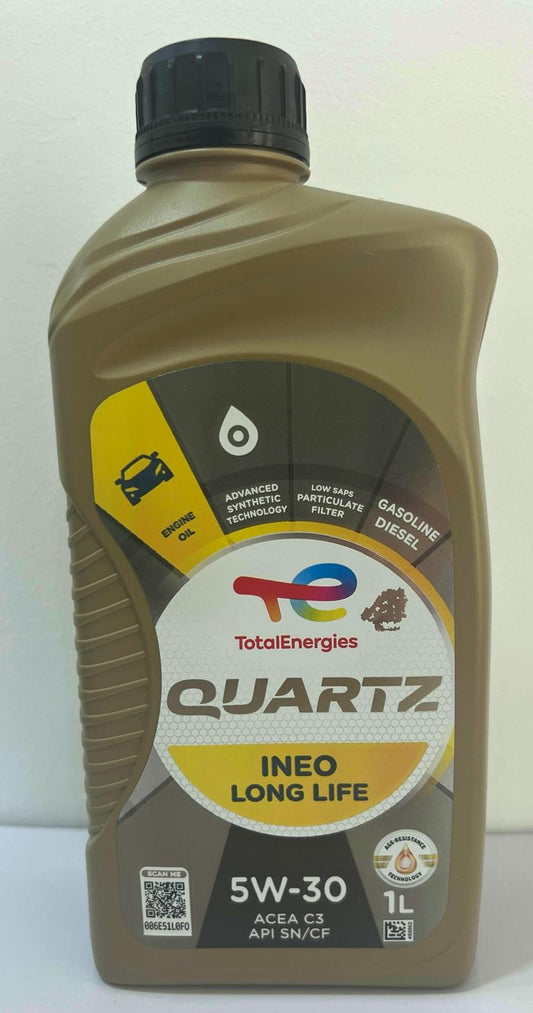 ENGINE
OIL
ADVANCED
SYNTHETIC
TECHNOLOGY
LOW SAPS
PARTICULATE
FILTER
GASOLINE
DIESEL
TotalEnergies
QUARTZ
INEO
LONG LIFE
AGE-RESISTANCE
TECHNOLOGY
SCAN ME
006E51L0F0
5W-30
ACEA C3
API SN/CF
1L